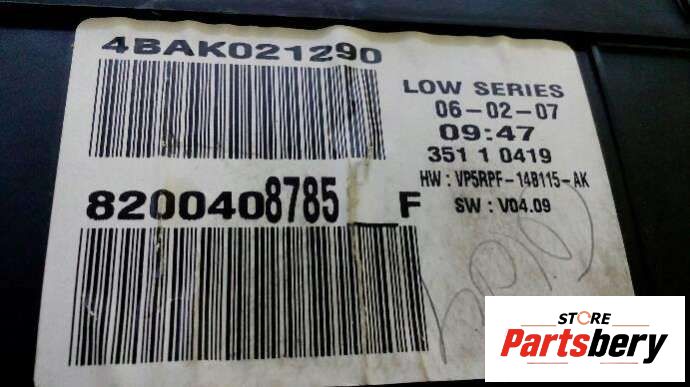 4BAK021290
LOW SERIES
06-02-07
09:47
351 1 0419
HW : VP5RPF-14B115-AK
SW : V04.09
8200408785__F
STORE
Partsbery